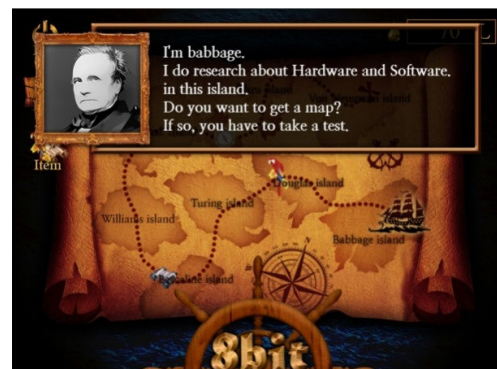 I'm babbage.
I do research about Hardware and Software.
in this island.
Do you want to get a map?
If so, you have to take a test.
Item
Douglas island
Turing island
Williams island
Babbage island
island
N
8bit